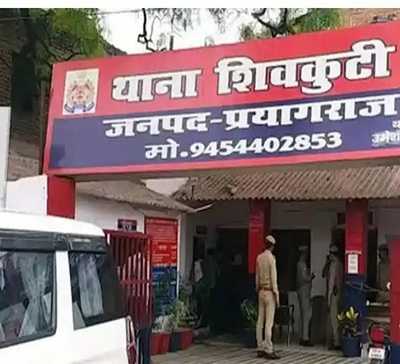 थाना शिवकुटी
जनपद-प्रयागराज
मो.9454402853